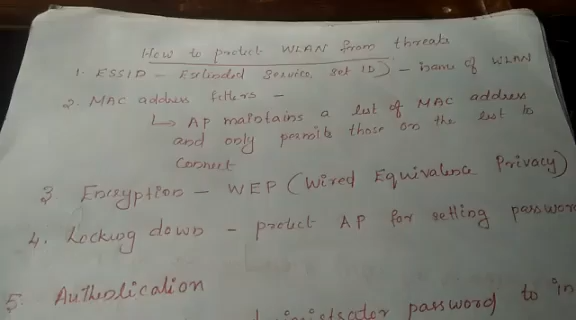 How to protect WLAN from threats
1. ESSID - Extended Service Set ID) - name of WLAN
2. MAC address filters -
↳ AP maintains a list of MAC address
and only permits those on the list to
connect
3 Encryption - WEP (Wired Equivalence Privacy)
4. Locking down - protect AP for setting password
5. Authentication
password to in